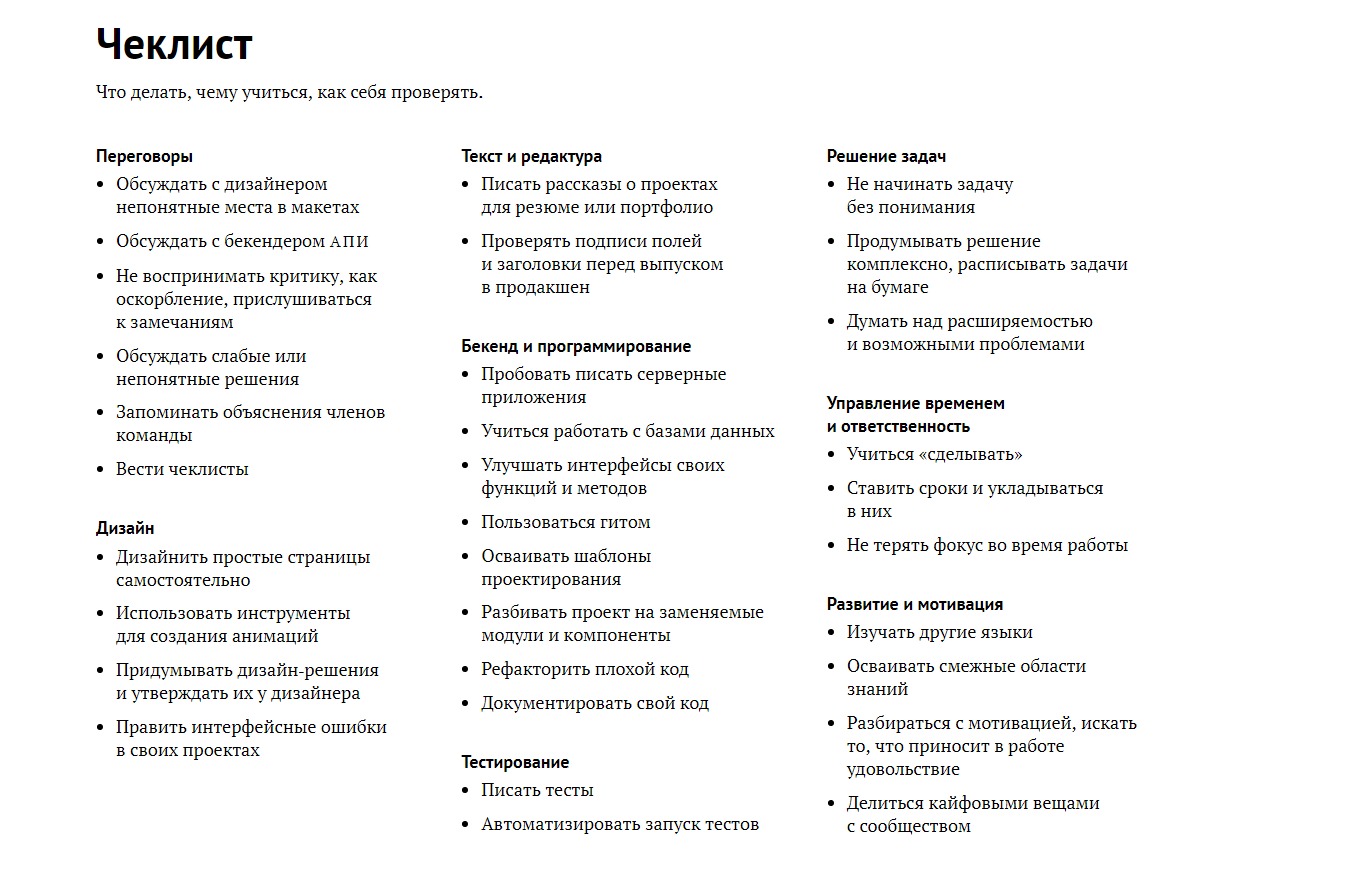 Чеклист
Что делать, чему учиться, как себя проверять.
Переговоры
• Обсуждать с дизайнером
непонятные места в макетах
• Обсуждать с бекендером АПИ
• Не воспринимать критику, как
оскорбление, прислушиваться
к замечаниям
• Обсуждать слабые или
непонятные решения
• Запоминать объяснения членов
команды
• Вести чеклисты
Дизайн
• Дизайнить простые страницы
самостоятельно
• Использовать инструменты
для создания анимаций
• Придумывать дизайн-решения
и утверждать их у дизайнера
• Править интерфейсные ошибки
в своих проектах
Текст и редактура
• Писать рассказы о проектах
для резюме или портфолио
• Проверять подписи полей
и заголовки перед выпуском
в продакшен
Бекенд и программирование
• Пробовать писать серверные
приложения
• Учиться работать с базами данных
• Улучшать интерфейсы своих
функций и методов
• Пользоваться гитом
• Осваивать шаблоны
проектирования
• Разбивать проект на заменяемые
модули и компоненты
• Рефакторить плохой код
• Документировать свой код
Тестирование
• Писать тесты
• Автоматизировать запуск тестов
Решение задач
• Не начинать задачу
без понимания
• Продумывать решение
комплексно, расписывать задачи
на бумаге
• Думать над расширяемостью
и возможными проблемами
Управление временем
и ответственность
• Учиться «сделывать»
• Ставить сроки и укладываться
в них
• Не терять фокус во время работы
Развитие и мотивация
• Изучать другие языки
• Осваивать смежные области
знаний
• Разбираться с мотивацией, искать
то, что приносит в работе
удовольствие
• Делиться кайфовыми вещами
с сообществом